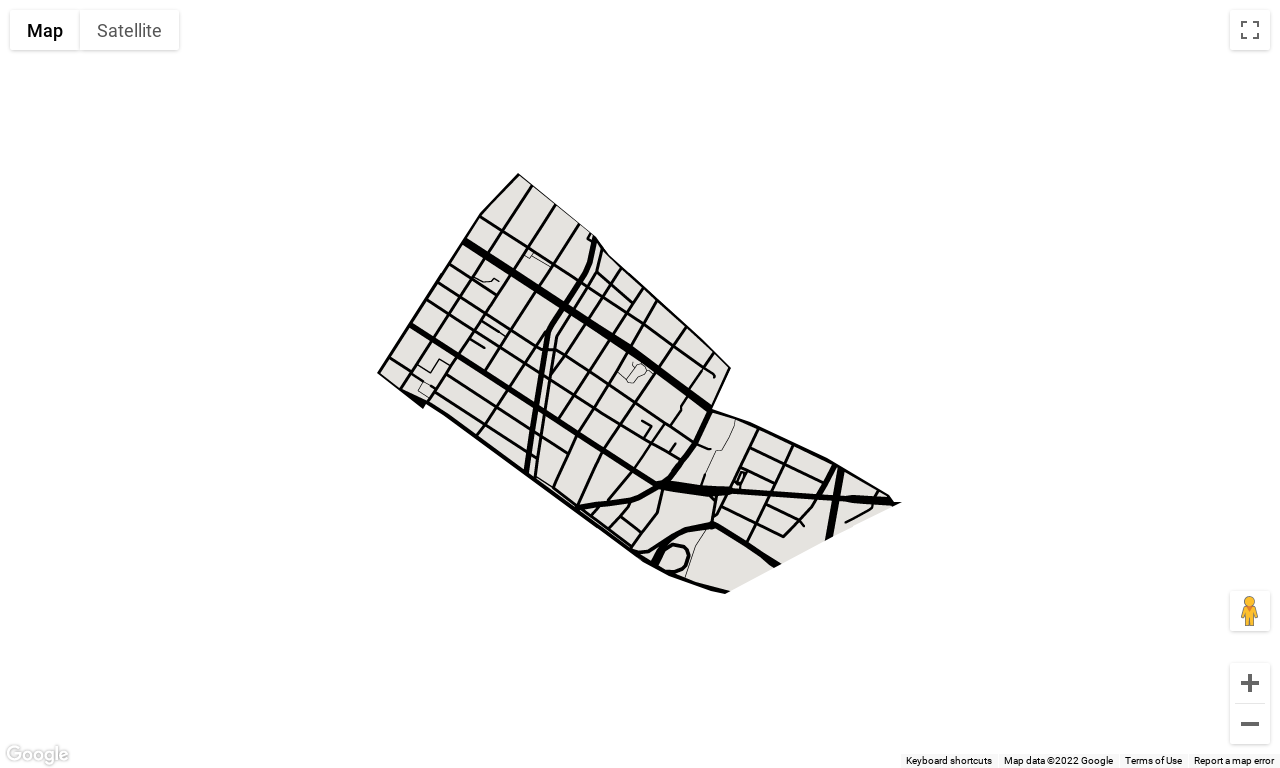 Map
Satellite
Google
Keyboard shortcuts
Map data ©2022 Google
Terms of Use
Report a map error